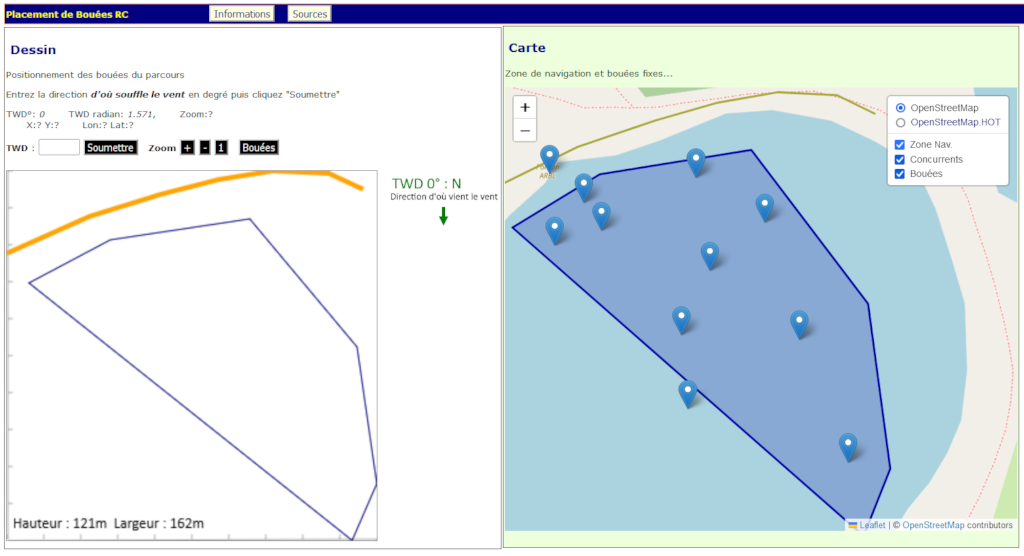 Placement de Bouées RC
Informations
Sources
Dessin
Positionnement des bouées du parcours
Entrez la direction d'où souffle le vent en degré puis cliquez "Soumettre"
TWD°: 0 TWD radian: 1.571, Zoom:?
X:? Y:? Lon:? Lat:?
TWD : Soumettre Zoom + - 1 Bouées
TWD 0° : N
Direction d'où vient le vent
Hauteur : 121m Largeur : 162m
Carte
Zone de navigation et bouées fixes...
+
−
OpenStreetMap
OpenStreetMap.HOT
Zone Nav.
Concurrents
Bouées
Leaflet | © OpenStreetMap contributors